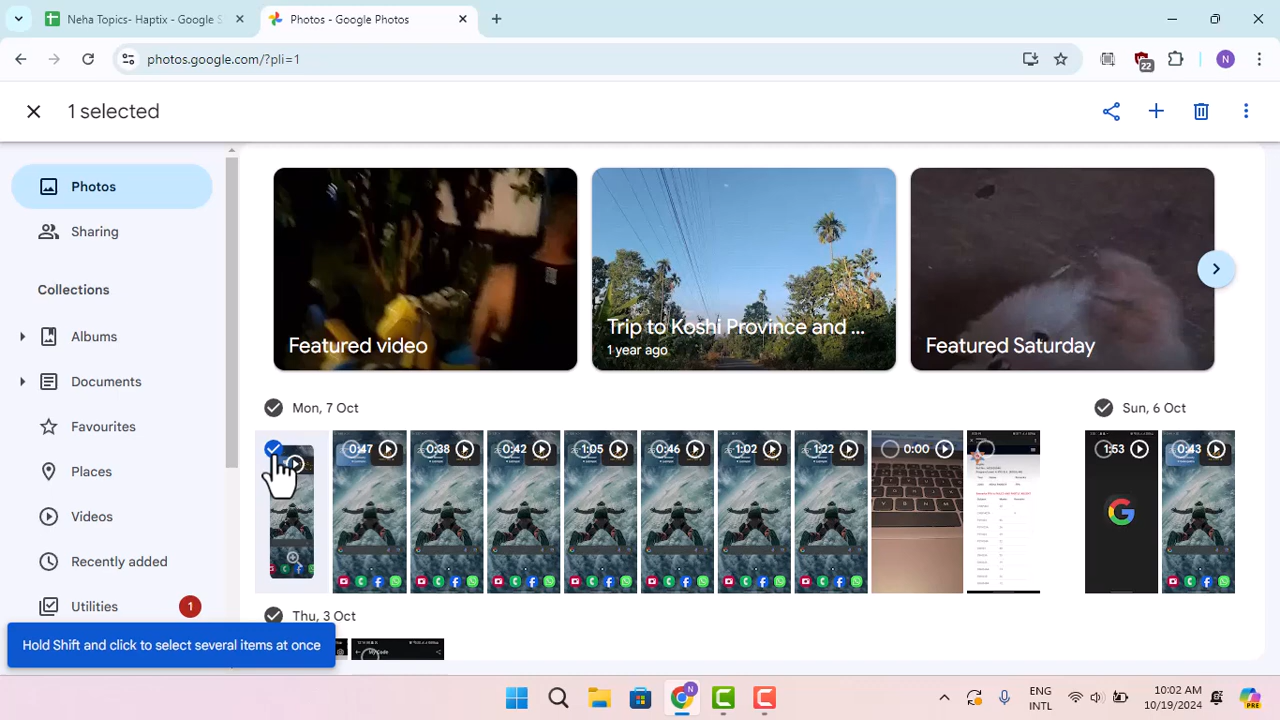 Neha Topics- Haptix - Google S
Photos - Google Photos
photos.google.com/?pli=1
22
N
1 selected
Photos
Sharing
Collections
Albums
Documents
Favourites
Places
Videos
Recently added
Utilities
1
Featured video
Trip to Koshi Province and ...
1 year ago
Featured Saturday
Mon, 7 Oct
Sun, 6 Oct
0:47
0:38
0:42
1:05
0:46
1:22
1:22
0:00
1:53
0:43
Thu, 3 Oct
My Code
Hold Shift and click to select several items at once
N
ENG
INTL
10:02 AM
10/19/2024
PRE